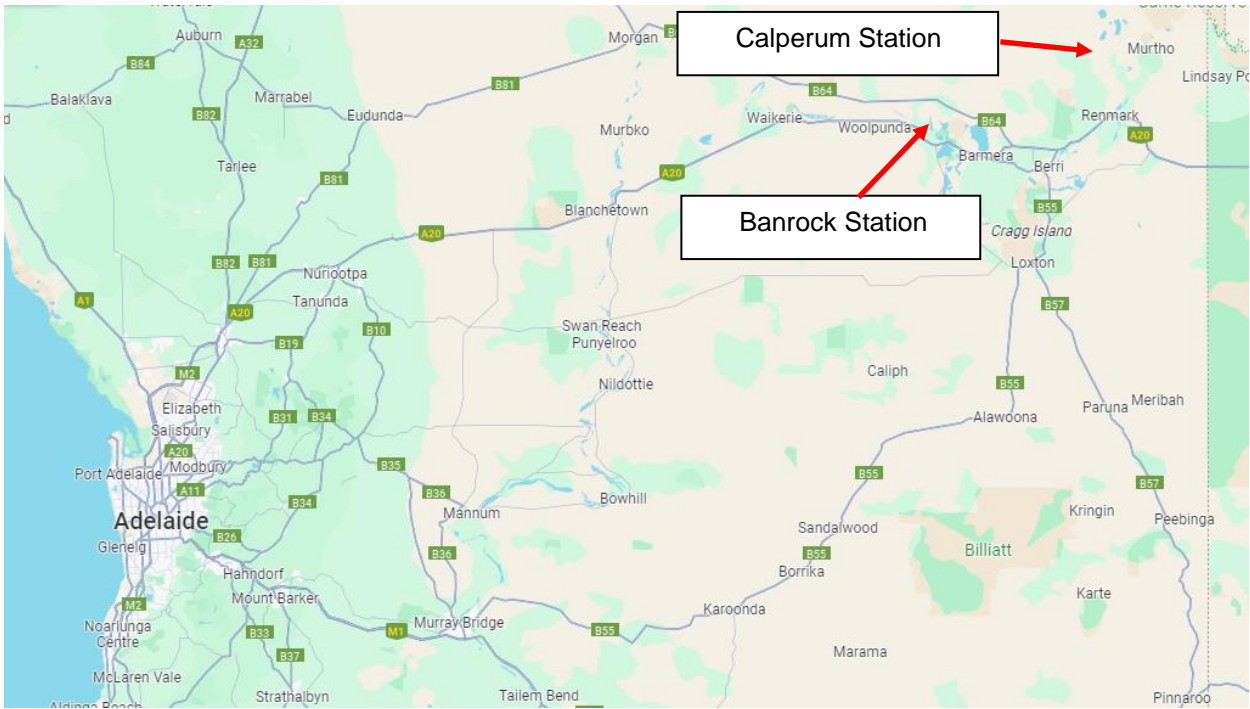 Auburn
A32
Morgan
Calperum Station
Murtho
B84
B81
Lindsay
Balaklava
Marrabel
B82
Eudunda
B64
Renmark
Waikerie
Woolpunda
B64
A20
Murbko
Barmera
Berri
Tarlee
B81
A20
B55
Blanchetown
Banrock Station
Cragg Island
A20
B82
B81
Loxton
Nuriootpa
A1
Tanunda
B57
A20
Swan Reach
Punyelroo
B19
B10
Caliph
M2
Nildottie
B55
Meribah
Elizabeth
Paruna
B31
B34
Alawoona
Salisbury
A20
Modbury
B35
Port Adelaide
B55
B57
A11
B36
Bowhill
B34
Mannum
Kringin
Adelaide
Peebinga
B26
Sandalwood
Glenelg
B36
B55
Billiatt
Hahndorf
Borrika
Mount Barker
Karte
M2
Karoonda
Noarlunga
Centre
B33
M1
Murray Bridge
B55
B37
Marama
McLaren Vale
Strathalbyn
Tailem Bend
Pinnaroo
Aldinga Beach